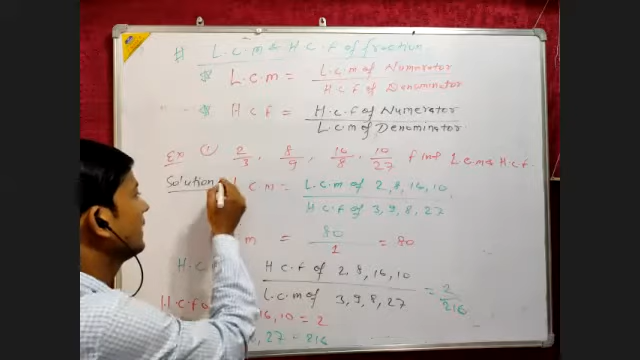 # L.C.M & H.C.F of fraction
L.C.M = L.C.M of Numerator / H.C.F of Denominator
H.C.F = H.C.F of Numerator / L.C.M of Denominator
Ex (1) 2/3, 8/9, 16/8, 10/27 find L.C.M & H.C.F.
Solution L.C.M = L.C.M of 2,8,16,10 / H.C.F of 3,9,8,27
M = 80/1 = 80
H.C.F H.C.F of 2,8,16,10 / L.C.M of 3,9,8,27 = 2/216
H.C.F 16,10 = 2
27 = 216